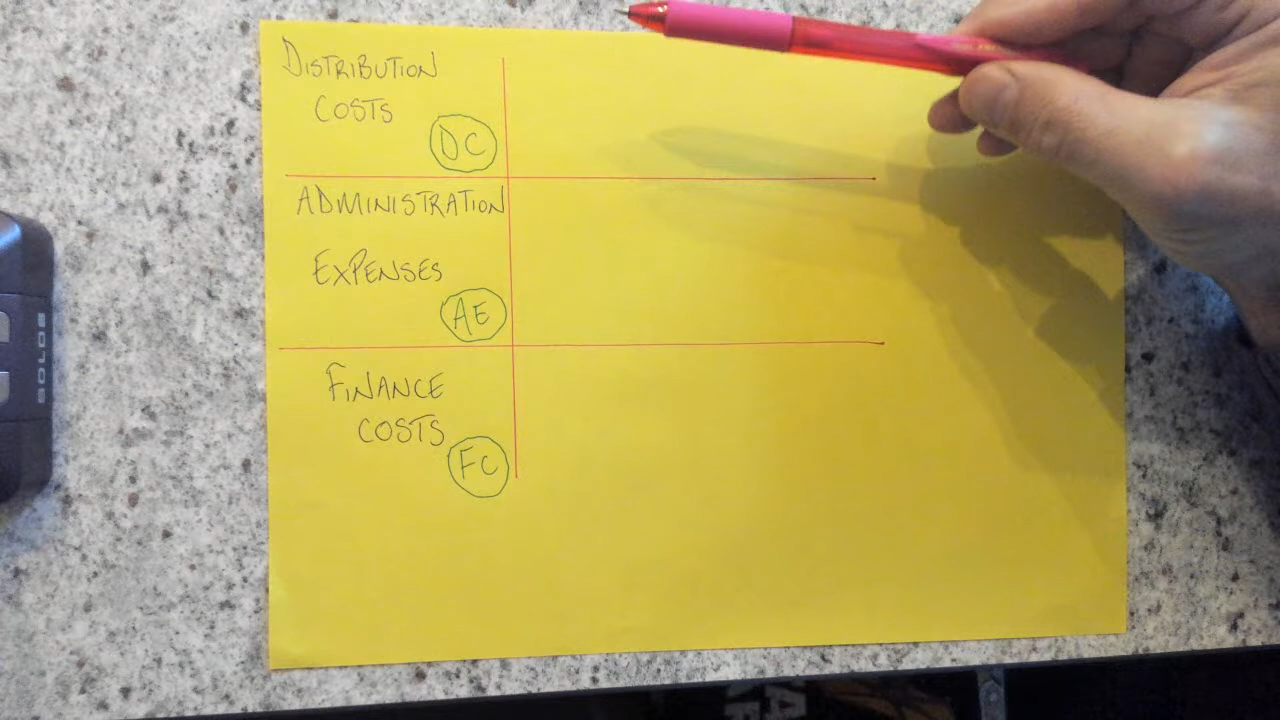 DISTRIBUTION
COSTS
DC
ADMINISTRATION
EXPENSES
AE
FINANCE
COSTS
FC